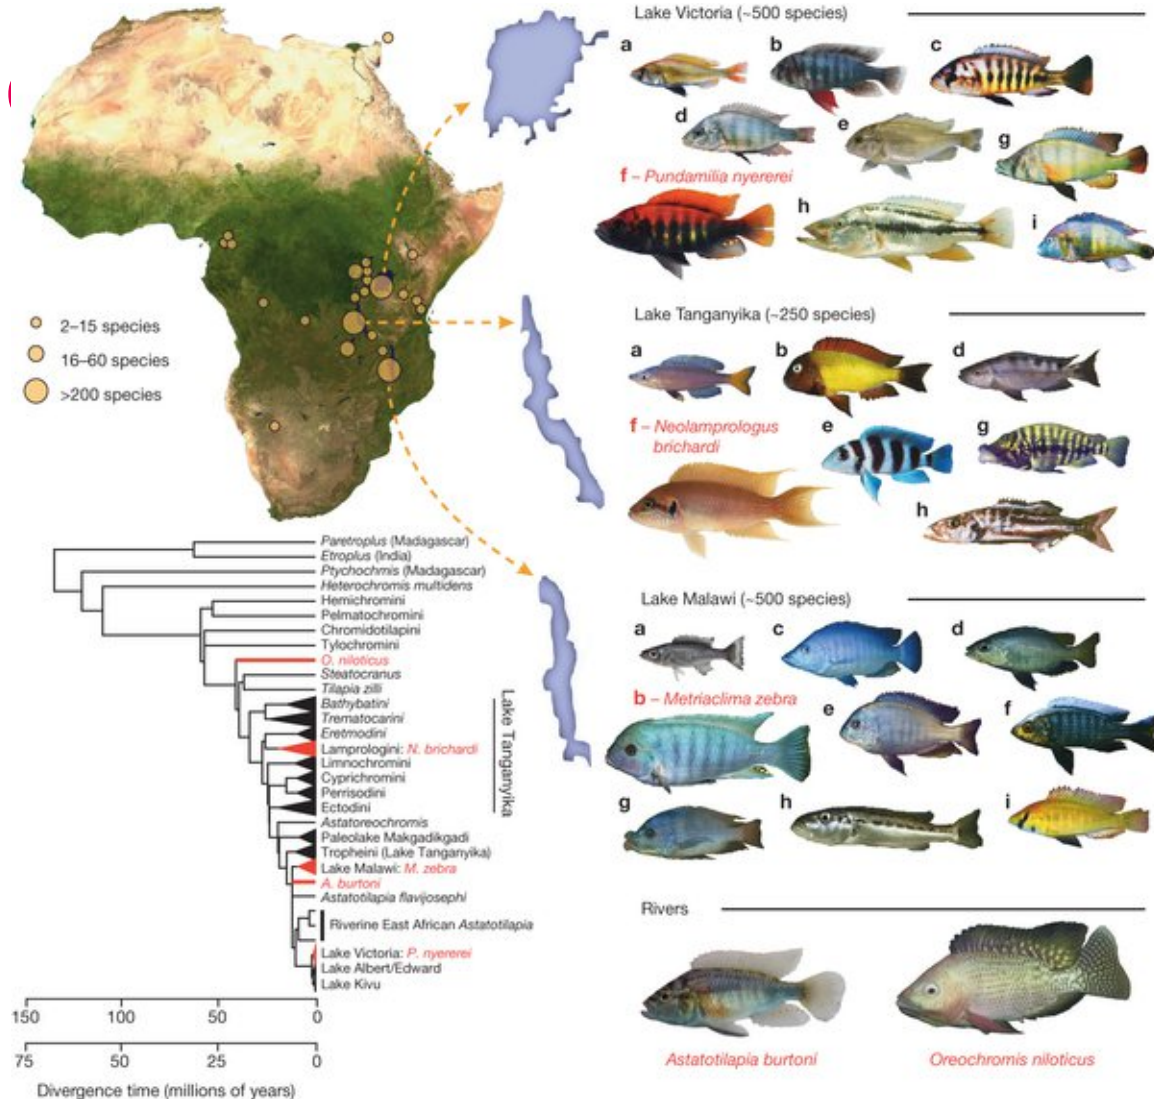 2–15 species
16–60 species
>200 species
Lake Victoria (~500 species)
a
b
c
d
e
g
f – Pundamilia nyererei
h
i
Lake Tanganyika (~250 species)
a
b
d
f – Neolamprologus
brichardi
e
g
h
Lake Malawi (~500 species)
a
c
d
b – Metriaclima zebra
e
f
g
h
i
Rivers
Astatotilapia burtoni
Oreochromis niloticus
Paretroplus (Madagascar)
Etroplus (India)
Ptychochmis (Madagascar)
Heterochromis multidens
Hemichromini
Pelmatochromini
Chromidotilapini
Tylochromini
O. niloticus
Steatocranus
Tilapia zilli
Bathybatini
Trematocarini
Eretmodini
Lamprologini: N. brichardi
Limnochromini
Cyprichromini
Perrisodini
Ectodini
Lake Tanganyika
Astatoreochromis
Paleolake Makgadikgadi
Tropheini (Lake Tanganyika)
Lake Malawi: M. zebra
A. burtoni
Astatotilapia flavijosephi
Riverine East African Astatotilapia
Lake Victoria: P. nyererei
Lake Albert/Edward
Lake Kivu
150 100 50 0
75 50 25 0
Divergence time (millions of years)